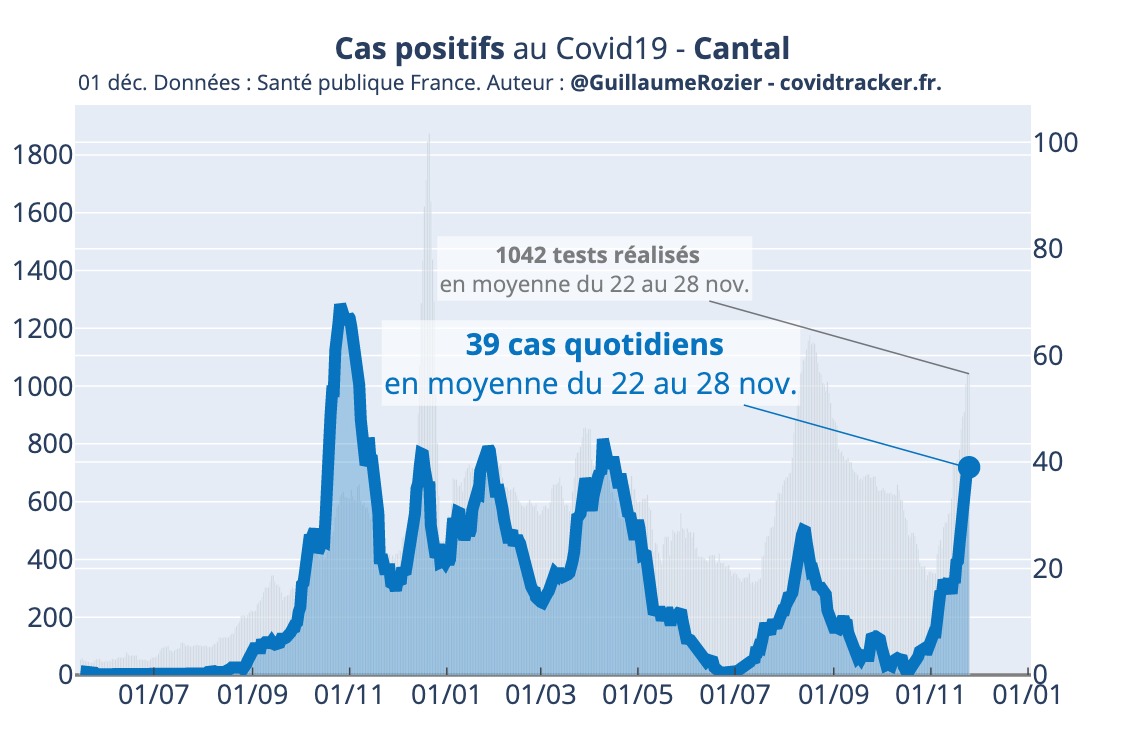 Cas positifs au Covid19 - Cantal
01 déc. Données : Santé publique France. Auteur : @GuillaumeRozier - covidtracker.fr.
1800
1600
1400
1200
1000
800
600
400
200
0
100
80
60
40
20
0
1042 tests réalisés
en moyenne du 22 au 28 nov.
39 cas quotidiens
en moyenne du 22 au 28 nov.
01/07 01/09 01/11 01/01 01/03 01/05 01/07 01/09 01/11 01/01